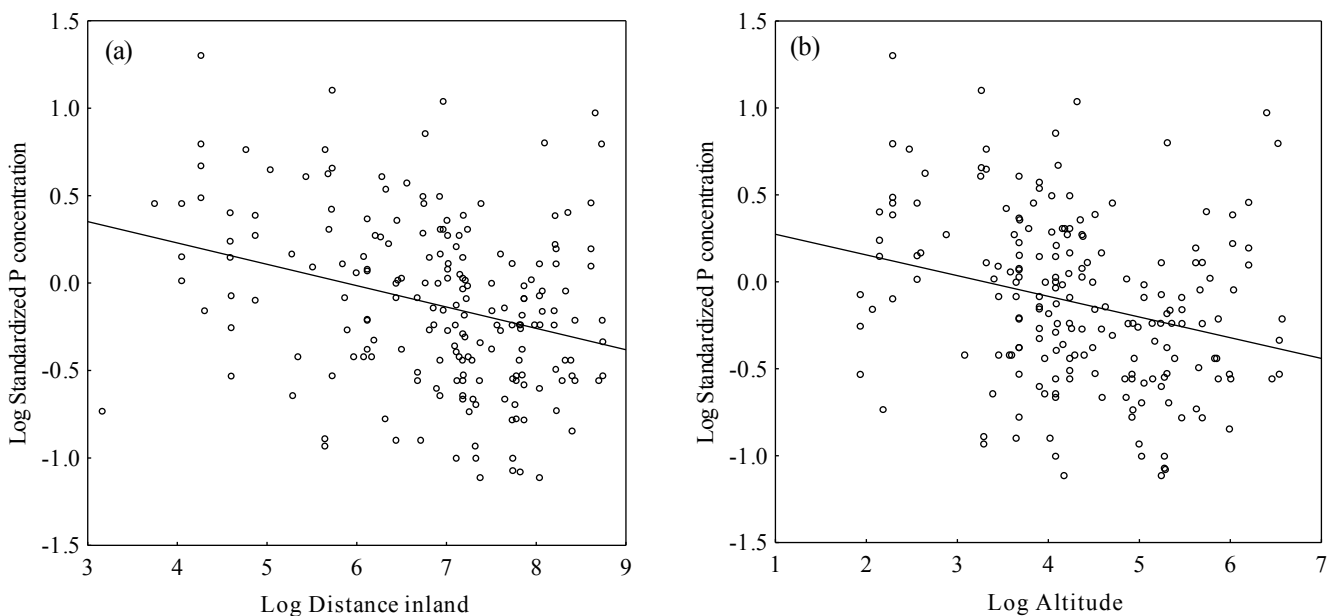 (a)
Log Standardized P concentration
1.5
1.0
0.5
0.0
-0.5
-1.0
-1.5
3 4 5 6 7 8 9
Log Distance inland
(b)
Log Standardized P concentration
1.5
1.0
0.5
0.0
-0.5
-1.0
-1.5
1 2 3 4 5 6 7
Log Altitude